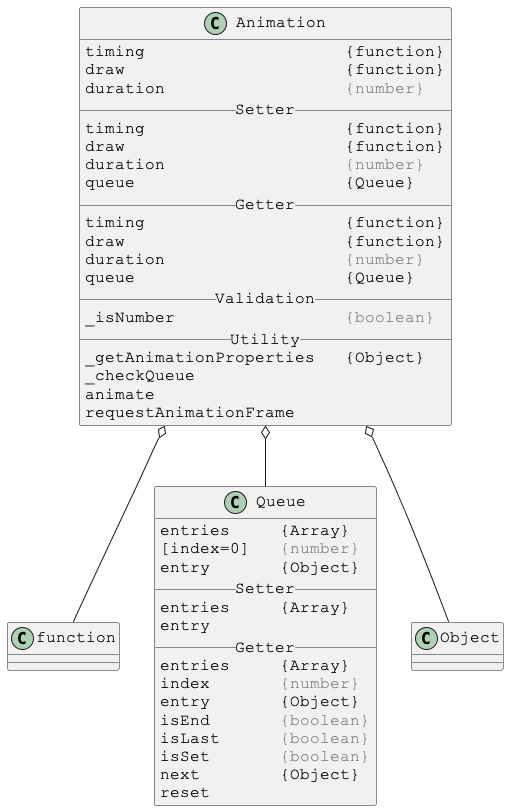 C Animation
timing {function}
draw {function}
duration {number}
Setter
timing {function}
draw {function}
duration {number}
queue {Queue}
Getter
timing {function}
draw {function}
duration {number}
queue {Queue}
Validation
_isNumber {boolean}
Utility
_getAnimationProperties {Object}
_checkQueue
animate
requestAnimationFrame
C Queue
entries {Array}
[index=0] {number}
entry {Object}
Setter
entries {Array}
entry
Getter
entries {Array}
index {number}
entry {Object}
isEnd {boolean}
isLast {boolean}
isSet {boolean}
next {Object}
reset
C function
C Object